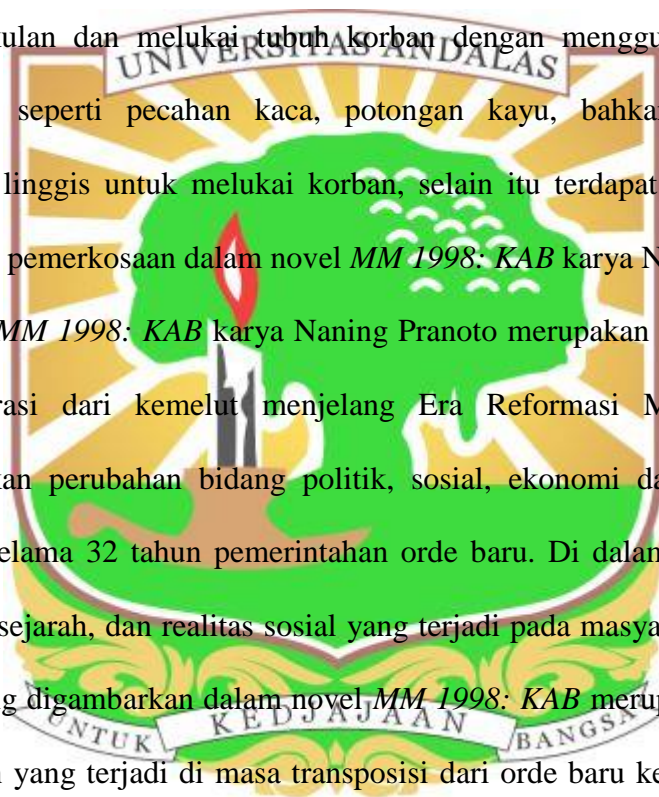 kulan dan melukai tubuh korban dengan menggu
UNIVERSITAS ANDALAS
seperti pecahan kaca, potongan kayu, bahka
linggis untuk melukai korban, selain itu terdapat
pemerkosaan dalam novel MM 1998: KAB karya N
MM 1998: KAB karya Naning Pranoto merupakan
rasi dari kemelut menjelang Era Reformasi M
kan perubahan bidang politik, sosial, ekonomi da
selama 32 tahun pemerintahan orde baru. Di dalam
sejarah, dan realitas sosial yang terjadi pada masya
g digambarkan dalam novel MM 1998: KAB merup
UNTUK KEDJAJAAN BANGSA
yang terjadi di masa transposisi dari orde baru ke